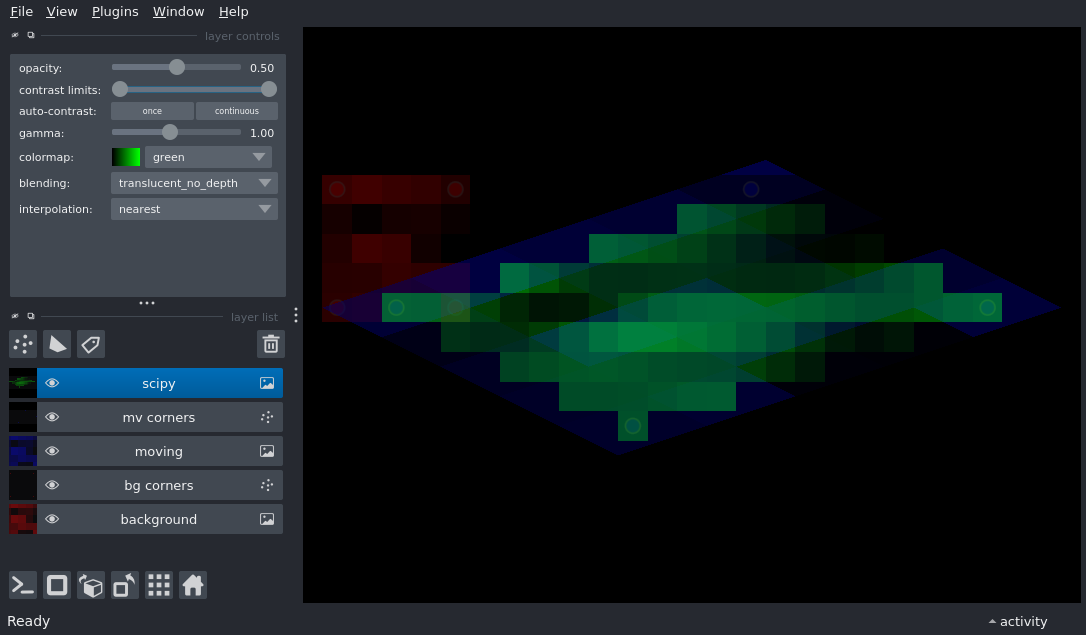 File View Plugins Window Help
layer controls
opacity: 0.50
contrast limits:
auto-contrast: once continuous
gamma: 1.00
colormap: green
blending: translucent_no_depth
interpolation: nearest
layer list
scipy
mv corners
moving
bg corners
background
Ready activity